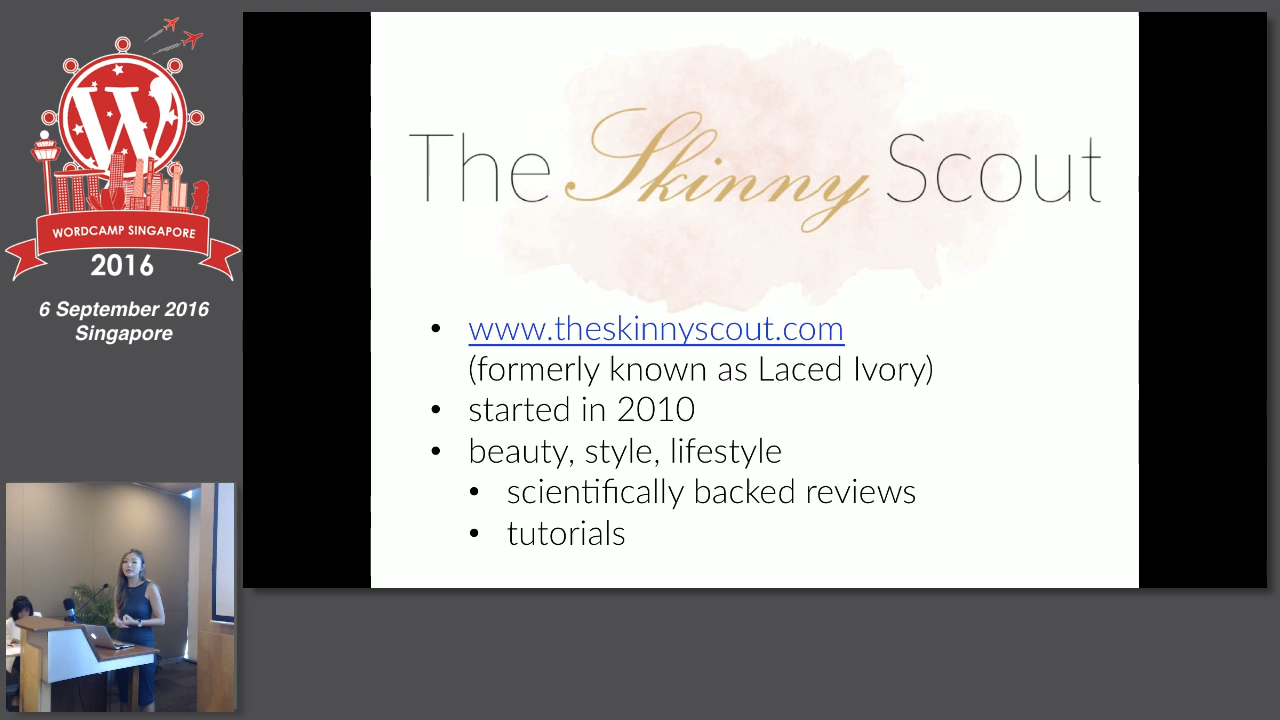 WORDCAMP SINGAPORE
2016
6 September 2016
Singapore
The Skinny Scout
• www.theskinnyscout.com
(formerly known as Laced Ivory)
• started in 2010
• beauty, style, lifestyle
• scientifically backed reviews
• tutorials